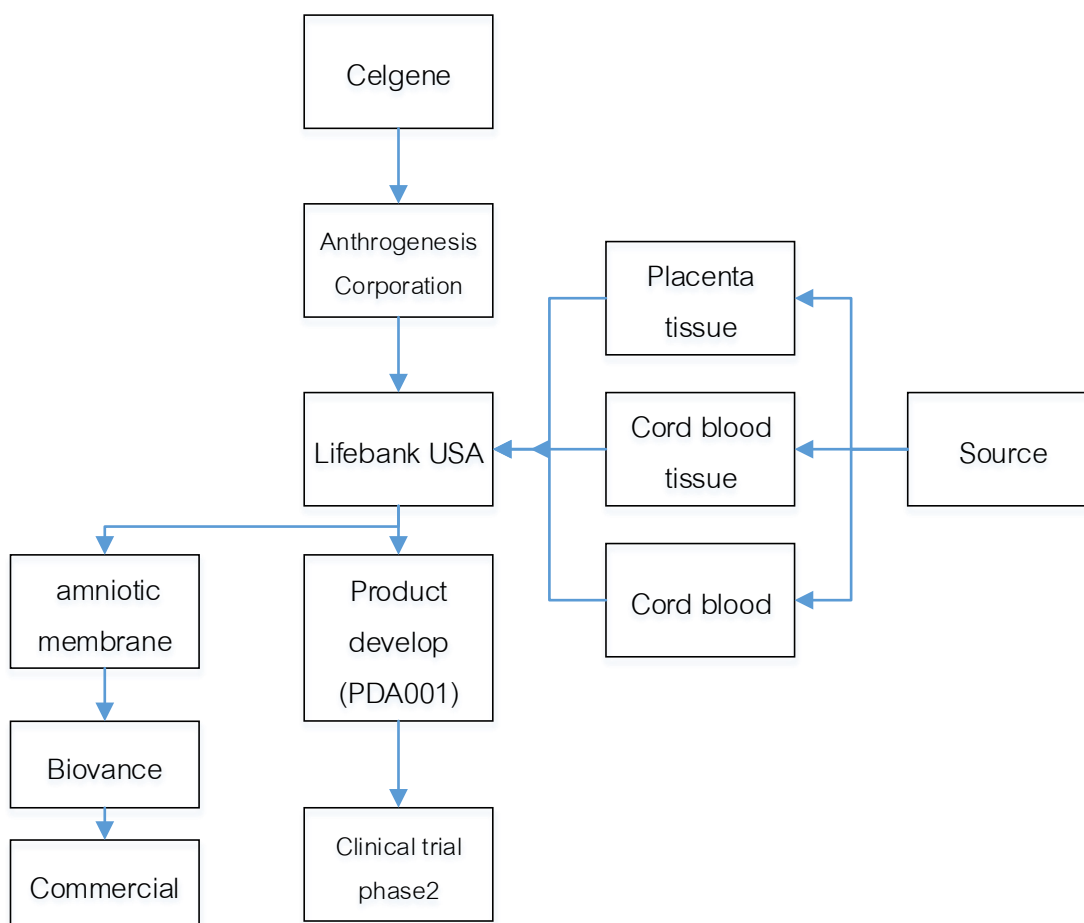 Celgene
Anthrogenesis
Corporation
Placenta
tissue
Lifebank USA
Cord blood
tissue
Source
amniotic
membrane
Product
develop
(PDA001)
Cord blood
Biovance
Clinical trial
phase2
Commercial